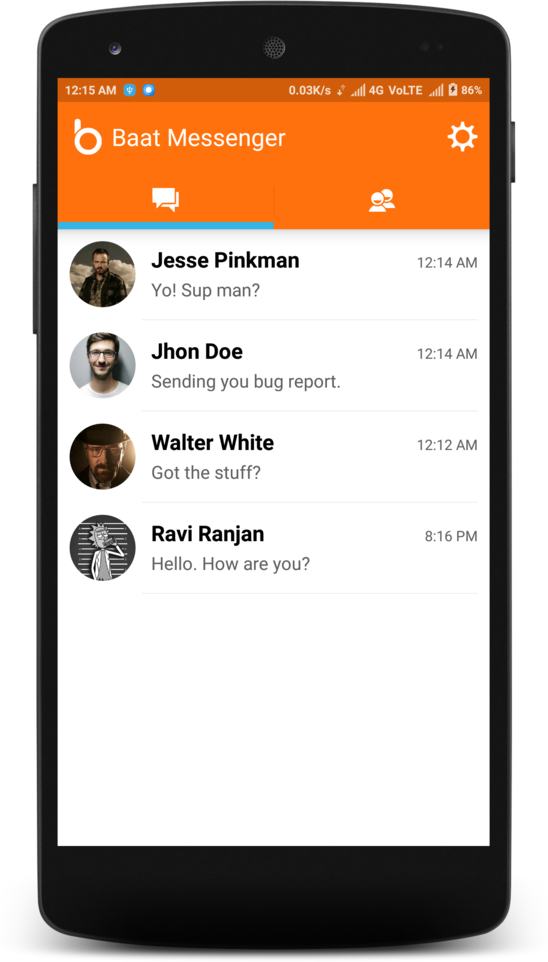 12:15 AM 0.03K/s 4G VoLTE 86%
Baat Messenger
Jesse Pinkman 12:14 AM
Yo! Sup man?
Jhon Doe 12:14 AM
Sending you bug report.
Walter White 12:12 AM
Got the stuff?
Ravi Ranjan 8:16 PM
Hello. How are you?